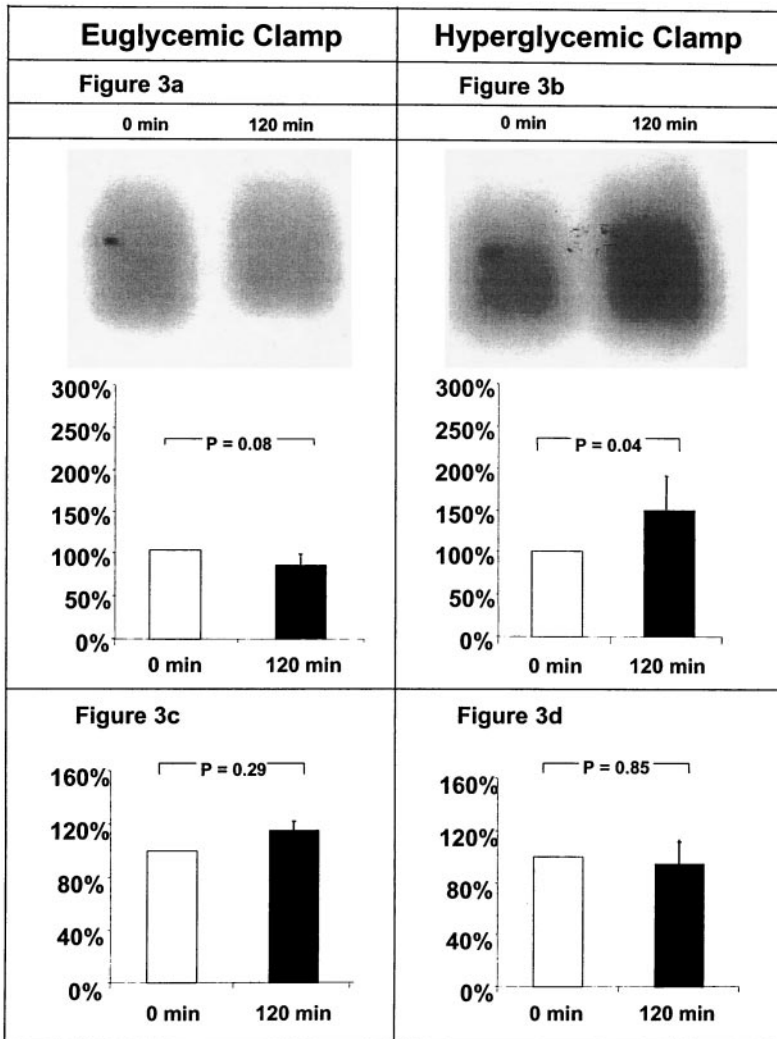 Euglycemic Clamp
Hyperglycemic Clamp
Figure 3a
Figure 3b
0 min 120 min
0 min 120 min
300%
250%
200%
150%
100%
50%
0%
P = 0.08
0 min 120 min
300%
250%
200%
150%
100%
50%
0%
P = 0.04
0 min 120 min
Figure 3c
160%
120%
80%
40%
0%
P = 0.29
0 min 120 min
Figure 3d
160%
120%
80%
40%
0%
P = 0.85
0 min 120 min